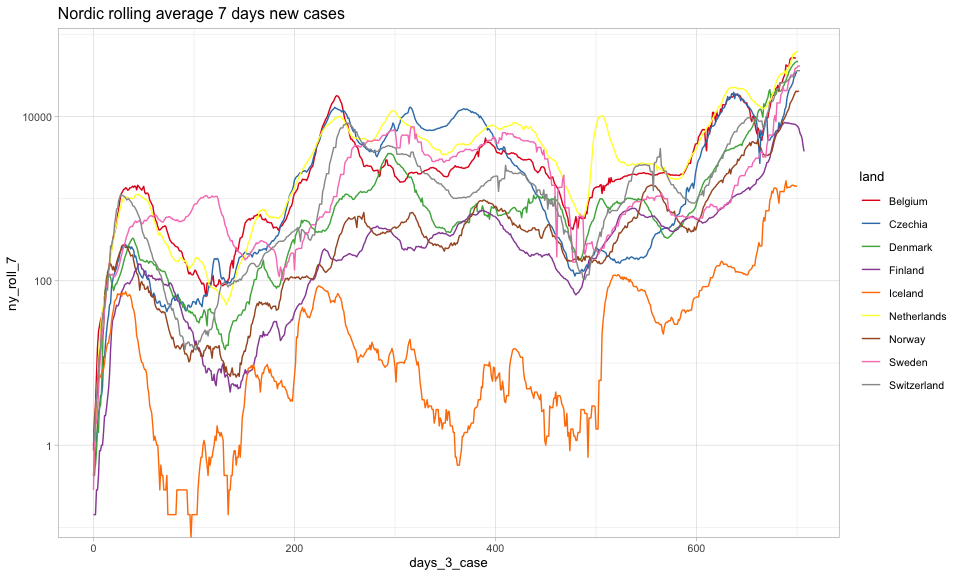 Nordic rolling average 7 days new cases
ny_roll_7
10000
100
1
0
200
400
600
days_3_case
land
Belgium
Czechia
Denmark
Finland
Iceland
Netherlands
Norway
Sweden
Switzerland